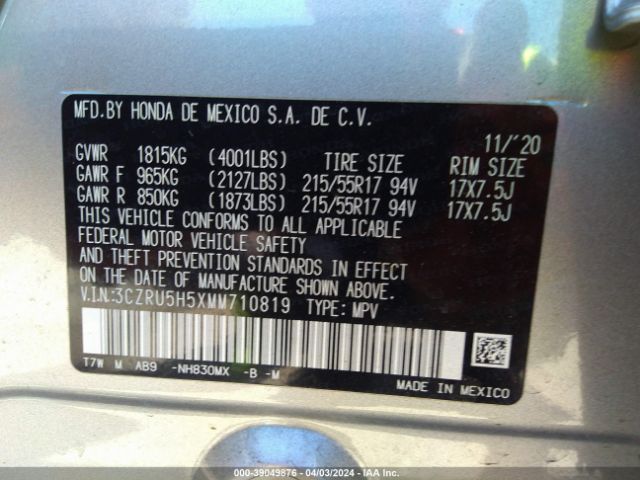 MFD. BY HONDA DE MEXICO S.A. DE C.V.
11/'20
GVWR 1815KG (4001LBS) TIRE SIZE RIM SIZE
GAWR F 965KG (2127LBS) 215/55R17 94V 17X7.5J
GAWR R 850KG (1873LBS) 215/55R17 94V 17X7.5J
THIS VEHICLE CONFORMS TO ALL APPLICABLE
FEDERAL MOTOR VEHICLE SAFETY
AND THEFT PREVENTION STANDARDS IN EFFECT
ON THE DATE OF MANUFACTURE SHOWN ABOVE.
V.I.N.:3CZRU5H5XMM710819 TYPE: MPV
T7W M AB9 -NH830MX -B -M
MADE IN MEXICO
000-39049876 - 04/03/2024 - IAA Inc.